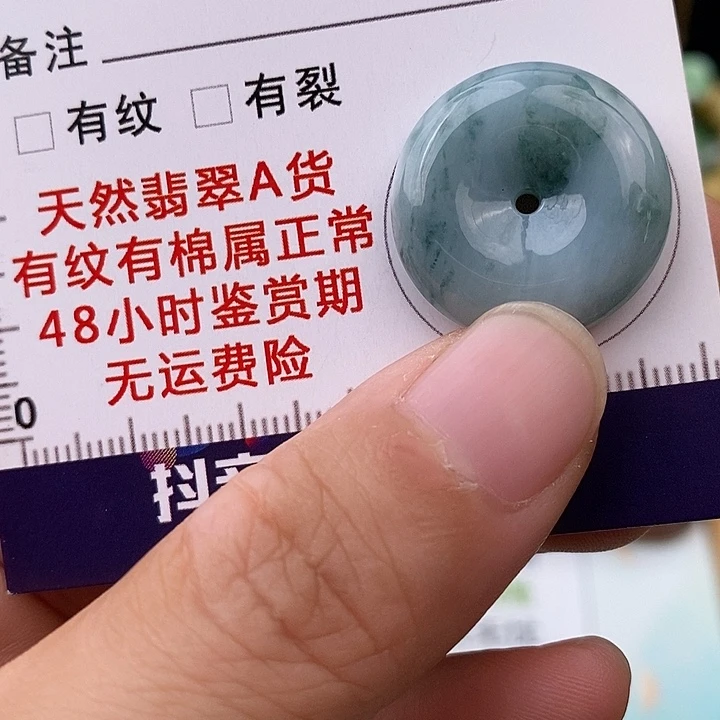 备注
有纹 有裂
天然翡翠A货
有纹有棉属正常
48小时鉴赏期
无运费险
0
抖